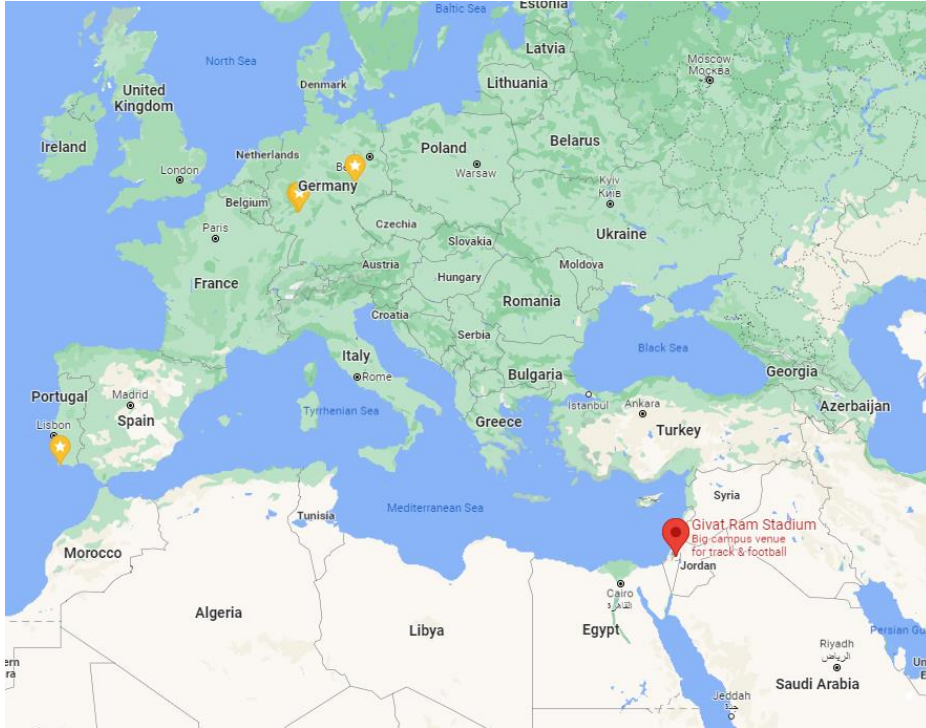 Baltic Sea
Estonia
Latvia
Moscow
Москва
North Sea
Denmark
Lithuania
United
Kingdom
Ireland
Belarus
Netherlands
Poland
London
Warsaw
Germany
Belgium
Kyiv
Київ
Paris
Czechia
Ukraine
Slovakia
Austria
Moldova
France
Hungary
Romania
Croatia
Serbia
Italy
Black Sea
Rome
Bulgaria
Georgia
Portugal
Madrid
Istanbul
Ankara
Azerbaijan
Tyrrhenian Sea
Spain
Lisbon
Greece
Turkey
Syria
Mediterranean Sea
Tunisia
Givat Ram Stadium
Big campus venue
for track & football
Morocco
Jordan
Cairo
القاهرة
Algeria
Libya
Egypt
Persian Gu
Riyadh
الرياض
Saudi Arabia
Jeddah
جدة